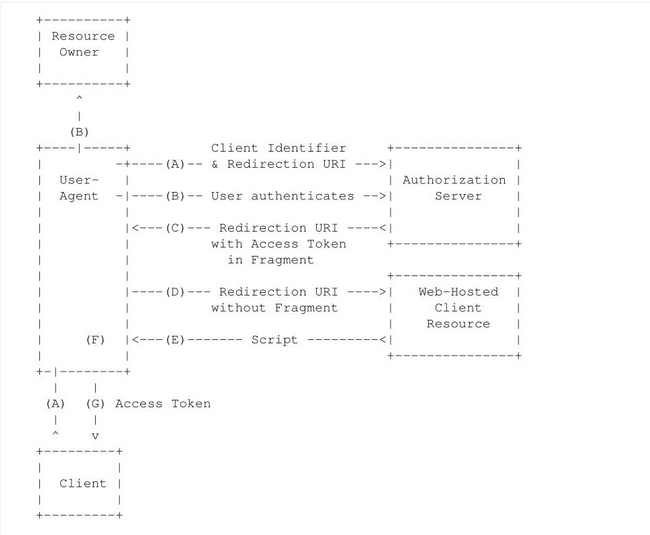 +----------+
| Resource |
|  Owner   |
|          |
+----------+
     ^
     |
    (B)
+----|-----+          Client Identifier     +---------------+
|         -+----(A)-- & Redirection URI --->|               |
|  User-   |                                | Authorization |
|  Agent  -|----(B)-- User authenticates -->|     Server    |
|          |                                |               |
|          |<---(C)--- Redirection URI ----<|               |
|          |          with Access Token     +---------------+
|          |            in Fragment
|          |                                +---------------+
|          |----(D)--- Redirection URI ---->|   Web-Hosted  |
|          |          without Fragment      |     Client    |
|          |                                |    Resource   |
|     (F)  |<---(E)------- Script ---------<|               |
|          |                                +---------------+
+-|--------+
  |    |
 (A)  (G) Access Token
  |    |
  ^    v
+---------+
|         |
|  Client |
|         |
+---------+